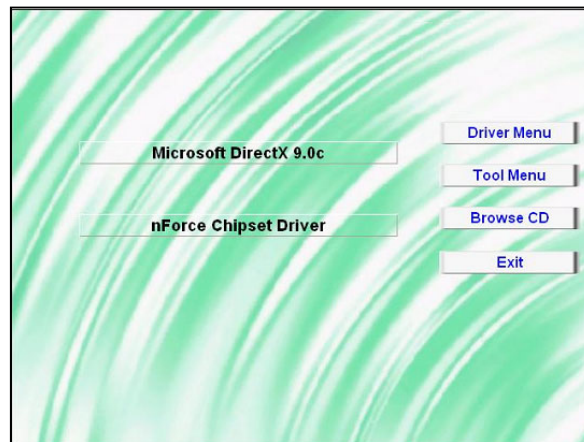 Microsoft DirectX 9.0c
nForce Chipset Driver
Driver Menu
Tool Menu
Browse CD
Exit